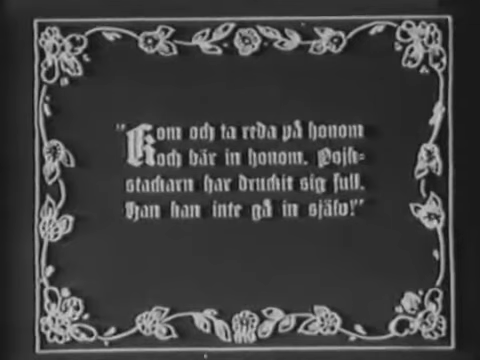 "Kom och ta reda på honom
och bär in honom. Pojk-
stackarn har druckit sig full.
Han kan inte gå in själv!"